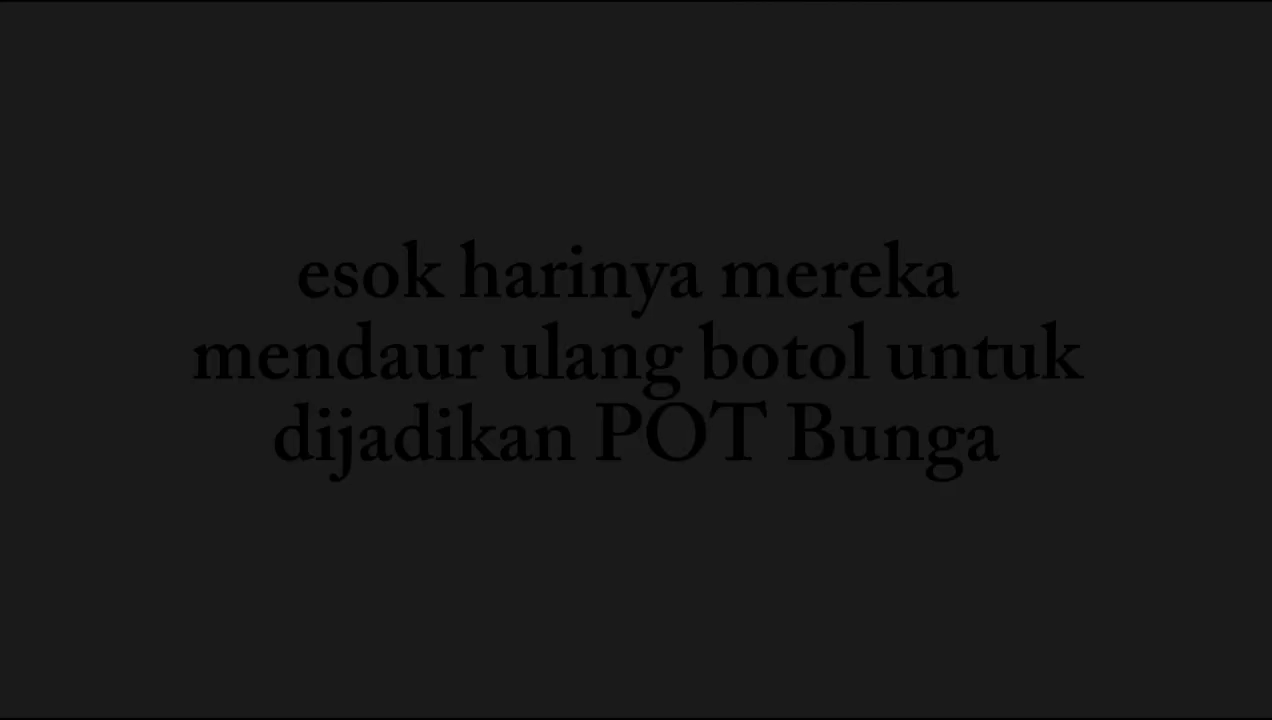 esok harinya mereka
mendaur ulang botol untuk
dijadikan POT Bunga